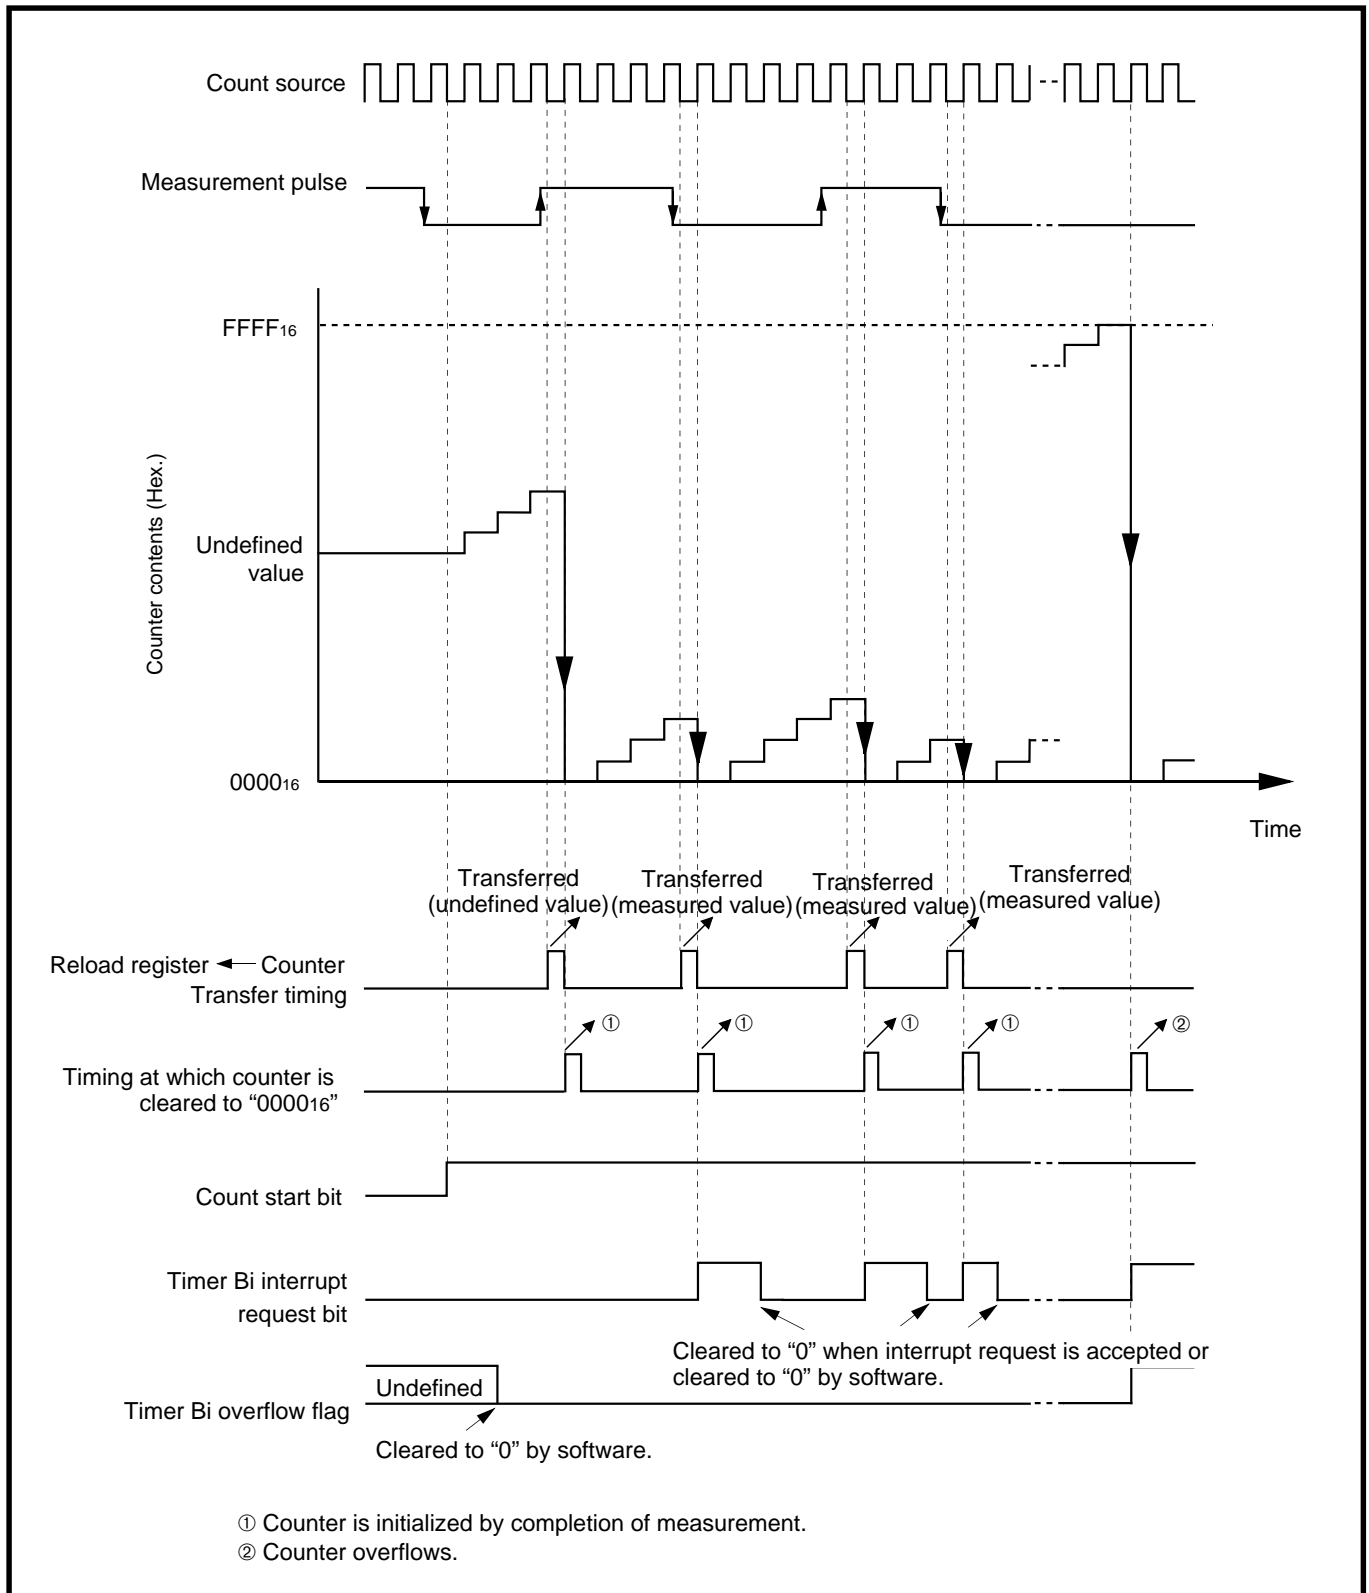 Count source
Measurement pulse
FFFF16
Counter contents (Hex.)
Undefined
value
000016
Time
Transferred
(undefined value)
Transferred
(measured value)
Transferred
(measured value)
Transferred
(measured value)
Reload register ← Counter
Transfer timing
① ① ① ① ②
Timing at which counter is
cleared to “000016”
Count start bit
Timer Bi interrupt
request bit
Cleared to “0” when interrupt request is accepted or
cleared to “0” by software.
Undefined
Timer Bi overflow flag
Cleared to “0” by software.
① Counter is initialized by completion of measurement.
② Counter overflows.